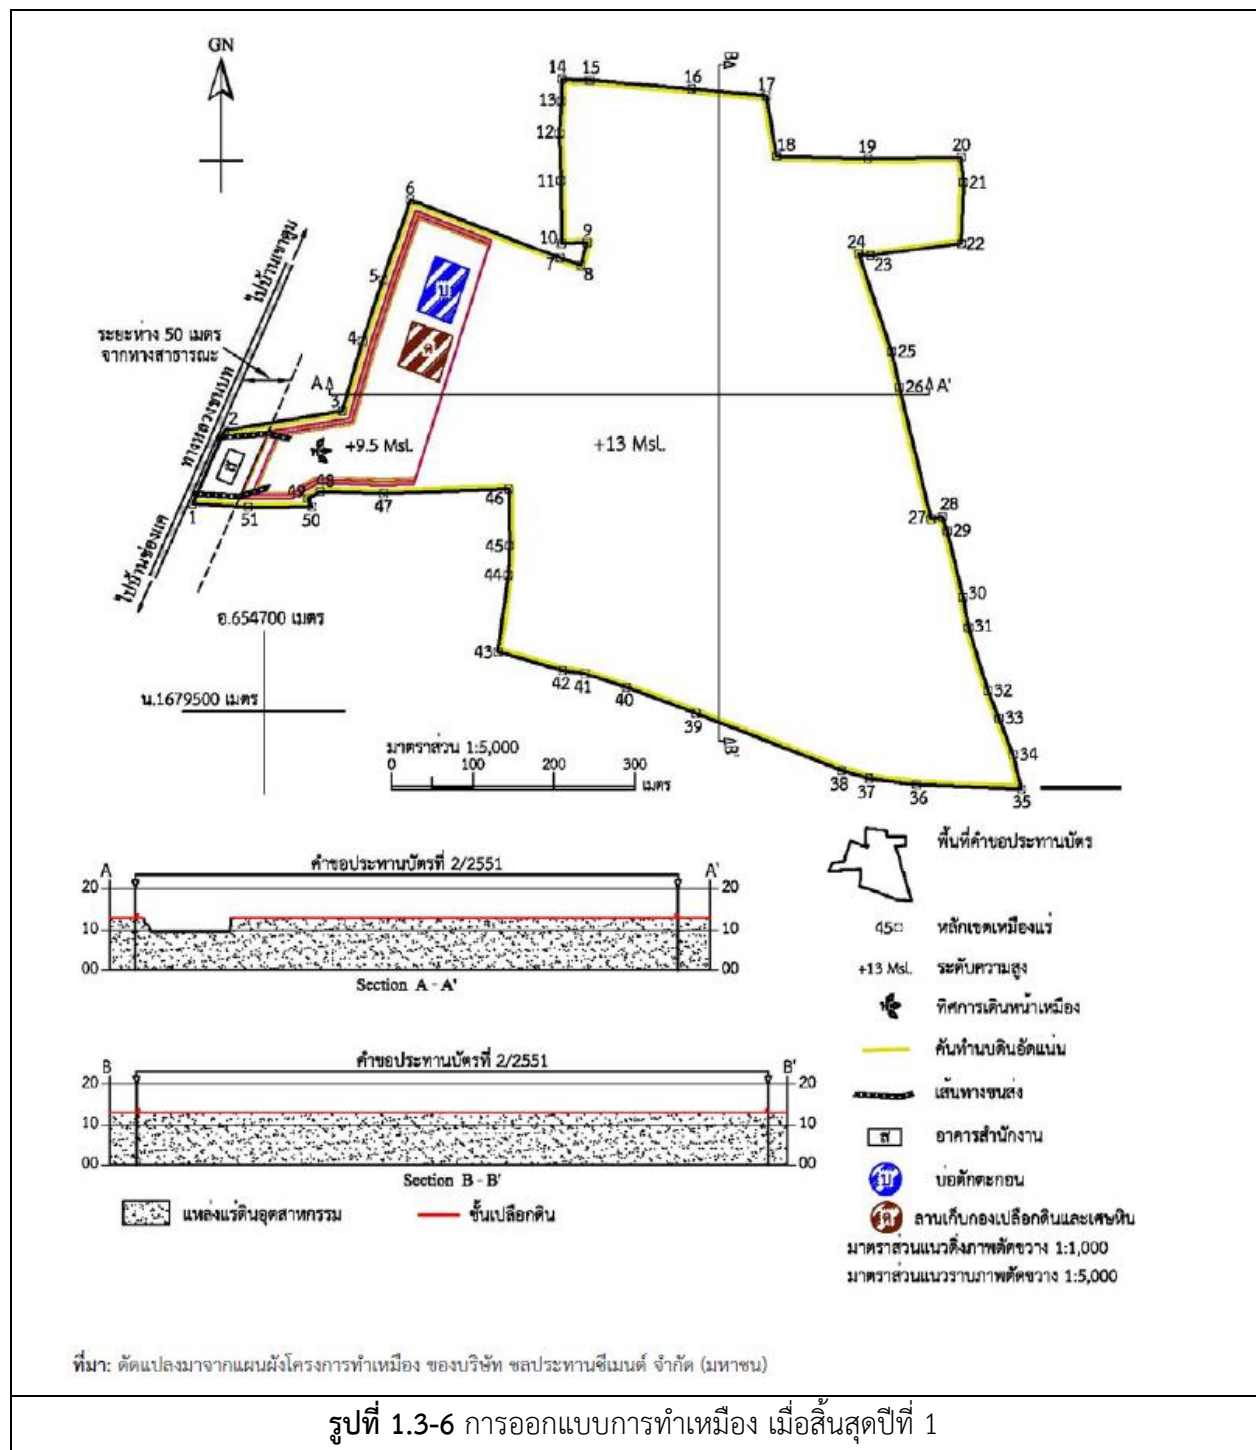 GN
14
15
16
17
13
12
11
18
19
20
21
22
6
10
9
7
8
24
23
5
4
25
26
3
2
1
51
50
49
48
47
46
45
44
43
42
41
40
39
38
37
36
35
34
33
32
31
30
29
28
27
B
B'
A
A'
ไปบ้านเขาคูม
ระยะห่าง 50 เมตร
จากทางสาธารณะ
ทางหลวงชนบท
ไปบ้านช่องแค
ส
บ
ค
+9.5 Msl.
+13 Msl.
อ.654700 เมตร
น.1679500 เมตร
มาตราส่วน 1:5,000
0 100 200 300
เมตร
คำขอประทานบัตรที่ 2/2551
A A'
20 20
10 10
00 00
Section A - A'
คำขอประทานบัตรที่ 2/2551
B B'
20 20
10 10
00 00
Section B - B'
แหล่งแร่ดินอุตสาหกรรม
ชั้นเปลือกดิน
พื้นที่คำขอประทานบัตร
45 หลักเขตเหมืองแร่
+13 Msl. ระดับความสูง
ทิศการเดินหน้าเหมือง
คันทำนบดินอัดแน่น
เส้นทางขนส่ง
ส อาคารสำนักงาน
บ บ่อดักตะกอน
ค ลานเก็บกองเปลือกดินและเศษหิน
มาตราส่วนแนวดิ่งภาพตัดขวาง 1:1,000
มาตราส่วนแนวราบภาพตัดขวาง 1:5,000
ที่มา: ดัดแปลงมาจากแผนผังโครงการทำเหมือง ของบริษัท ชลประทานซีเมนต์ จำกัด (มหาชน)
รูปที่ 1.3-6 การออกแบบการทำเหมือง เมื่อสิ้นสุดปีที่ 1